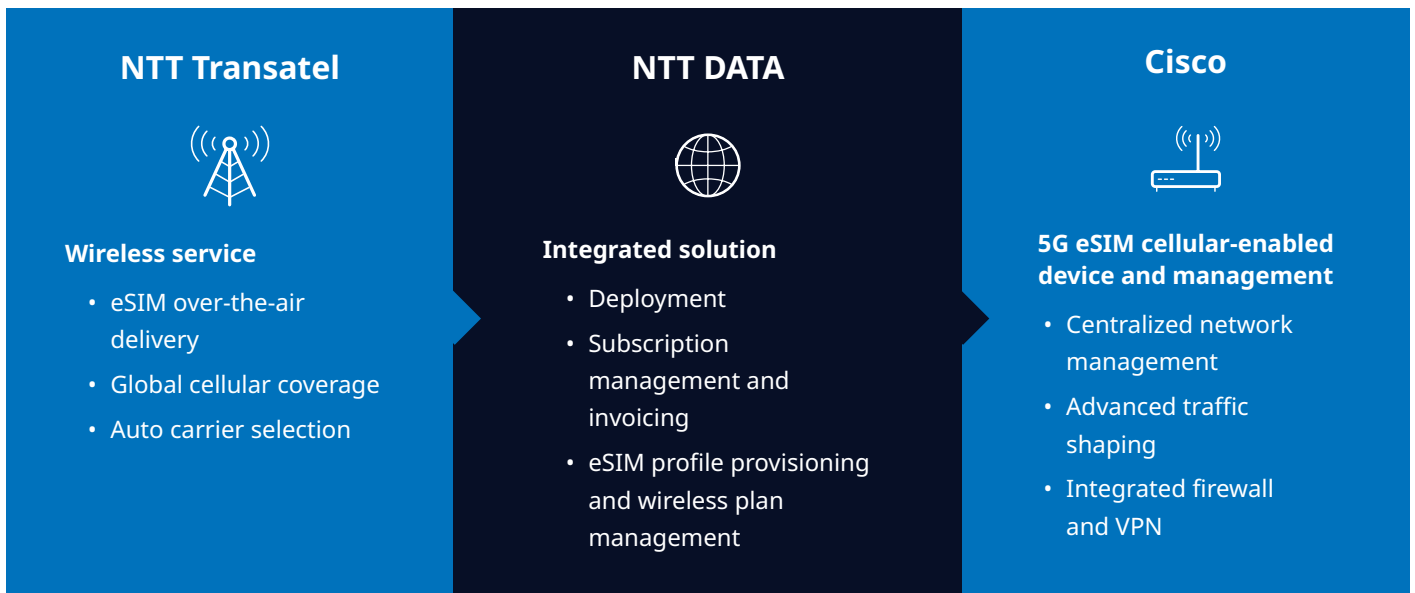 NTT Transatel
Wireless service
• eSIM over-the-air
delivery
• Global cellular coverage
• Auto carrier selection
NTT DATA
Integrated solution
• Deployment
• Subscription
management and
invoicing
• eSIM profile provisioning
and wireless plan
management
Cisco
5G eSIM cellular-enabled
device and management
• Centralized network
management
• Advanced traffic
shaping
• Integrated firewall
and VPN